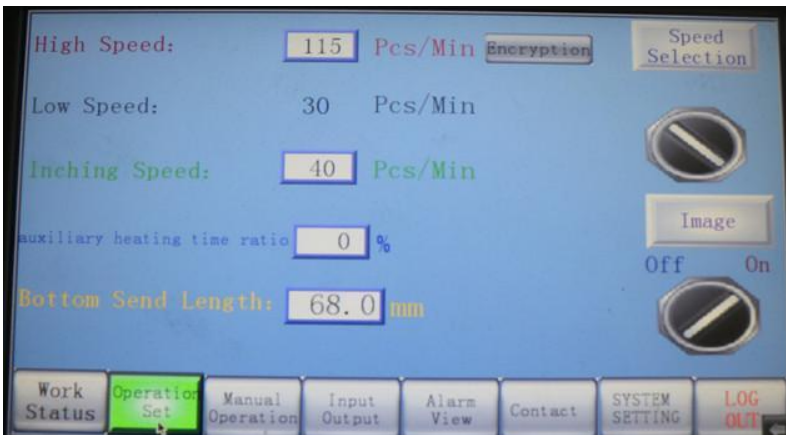 High Speed: 115 Pcs/Min Encryption
Speed
Selection
Low Speed: 30 Pcs/Min
Inching Speed: 40 Pcs/Min
Image
auxiliary heating time ratio 0 %
Off On
Bottom Send Length: 68.0 mm
Work
Status
Operation
Set
Manual
Operation
Input
Output
Alarm
View
Contact
SYSTEM
SETTING
LOG
OUT